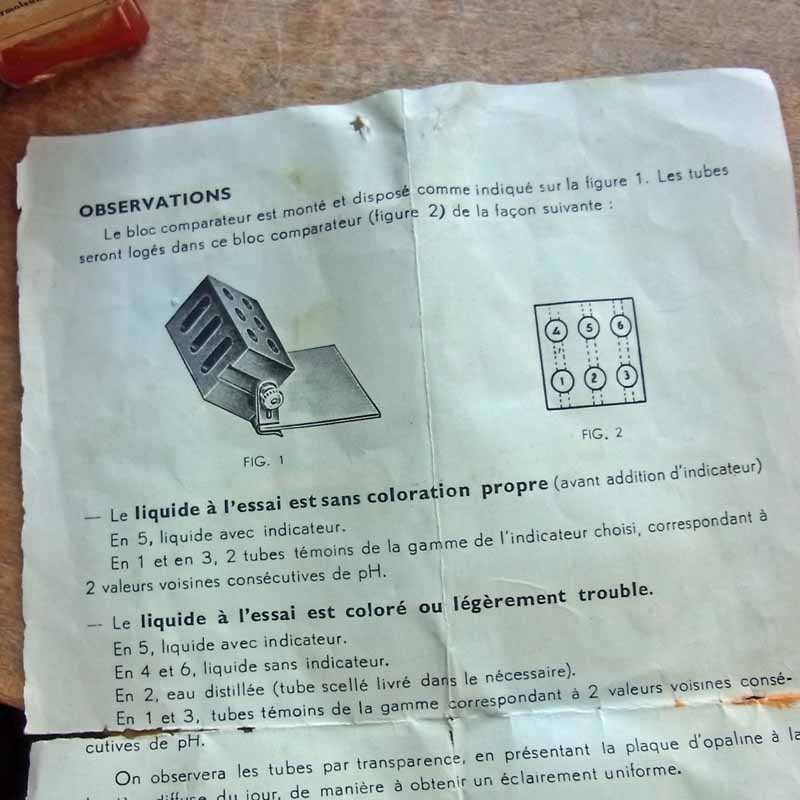 OBSERVATIONS
Le bloc comparateur est monté et disposé comme indiqué sur la figure 1. Les tubes
seront logés dans ce bloc comparateur (figure 2) de la façon suivante :
4 5 6
1 2 3
FIG. 1
FIG. 2
— Le liquide à l'essai est sans coloration propre (avant addition d'indicateur)
En 5, liquide avec indicateur.
En 1 et en 3, 2 tubes témoins de la gamme de l'indicateur choisi, correspondant à
2 valeurs voisines consécutives de pH.
— Le liquide à l'essai est coloré ou légèrement trouble.
En 5, liquide avec indicateur.
En 4 et 6, liquide sans indicateur.
En 2, eau distillée (tube scellé livré dans le nécessaire).
En 1 et 3, tubes témoins de la gamme correspondant à 2 valeurs voisines consé-
cutives de pH.
On observera les tubes par transparence, en présentant la plaque d'opaline à la
diffuse du jour, de manière à obtenir un éclairement uniforme.